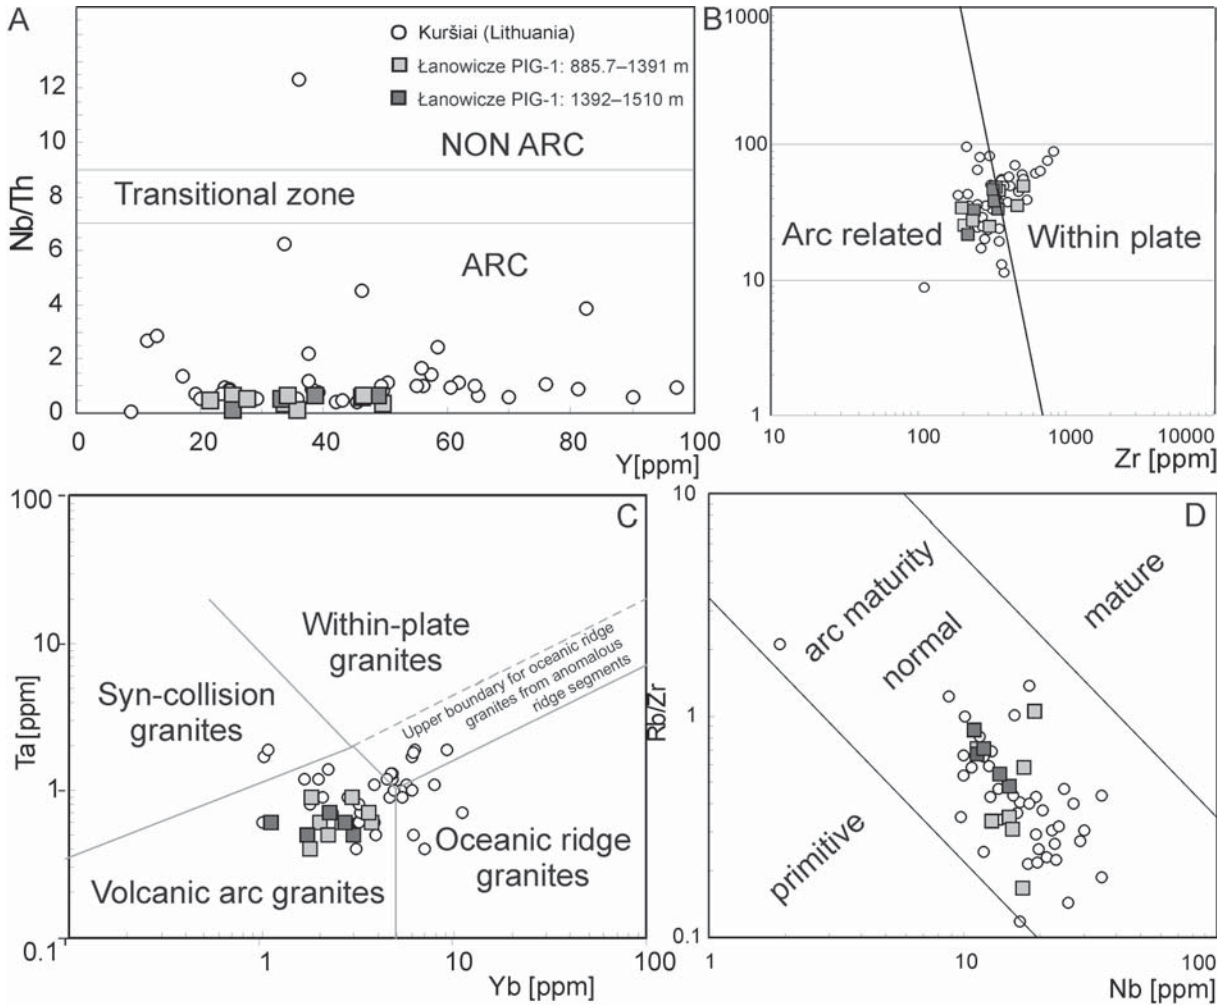 A
Kuršiai (Lithuania)
Łanowicze PIG-1: 885.7–1391 m
Łanowicze PIG-1: 1392–1510 m
NON ARC
Transitional zone
ARC
Nb/Th
12
10
8
6
4
2
0
0
20
40
60
80
100
Y[ppm]
B
1000
100
10
1
Arc related
Within plate
10
100
1000
10000
Zr [ppm]
C
100
10
1
0.1
Ta [ppm]
Within-plate
granites
Syn-collision
granites
Upper boundary for oceanic ridge
granites from anomalous
ridge segments
Volcanic arc granites
Oceanic ridge
granites
1
10
100
Yb [ppm]
D
10
1
0.1
Rb/Zr
arc maturity
normal
mature
primitive
1
10
100
Nb [ppm]